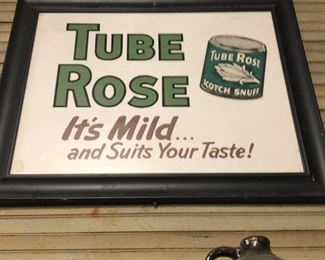 TUBE
ROSE
It's Mild...
and Suits Your Taste!
TUBE ROSE
SCOTCH SNUFF